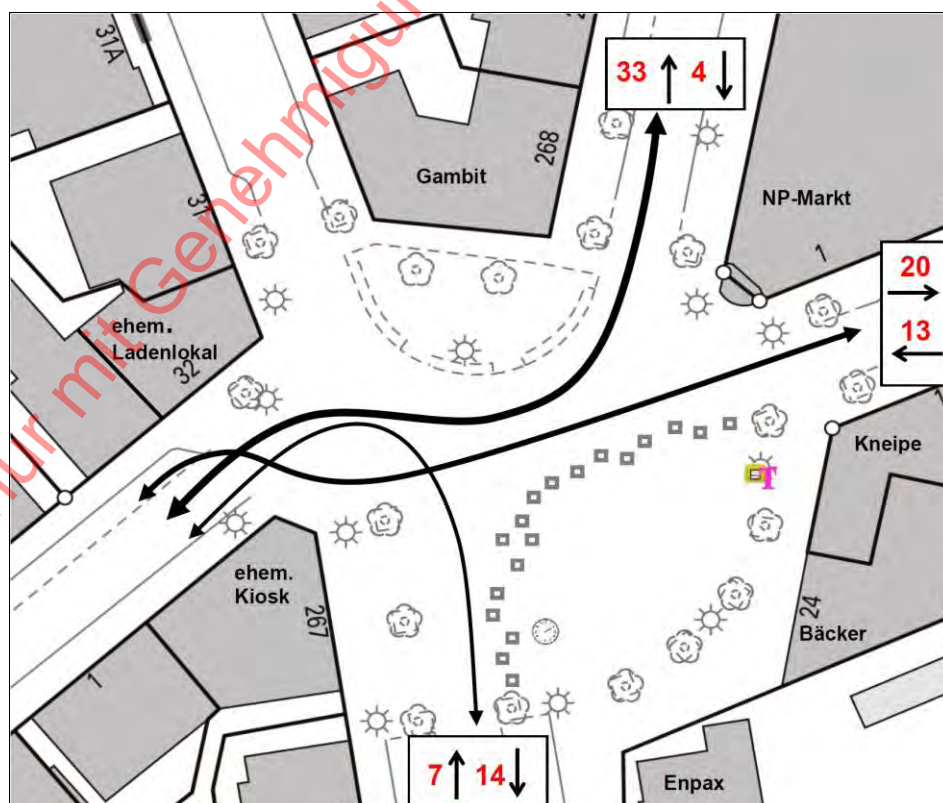 31A
33 4
268
Gambit
NP-Markt
31
1
20
13
ehem.
Ladenlokal
32
nur mit Genehmigun
Kneipe
T
ehem.
Kiosk
267
24
Bäcker
1
7 14
Enpax